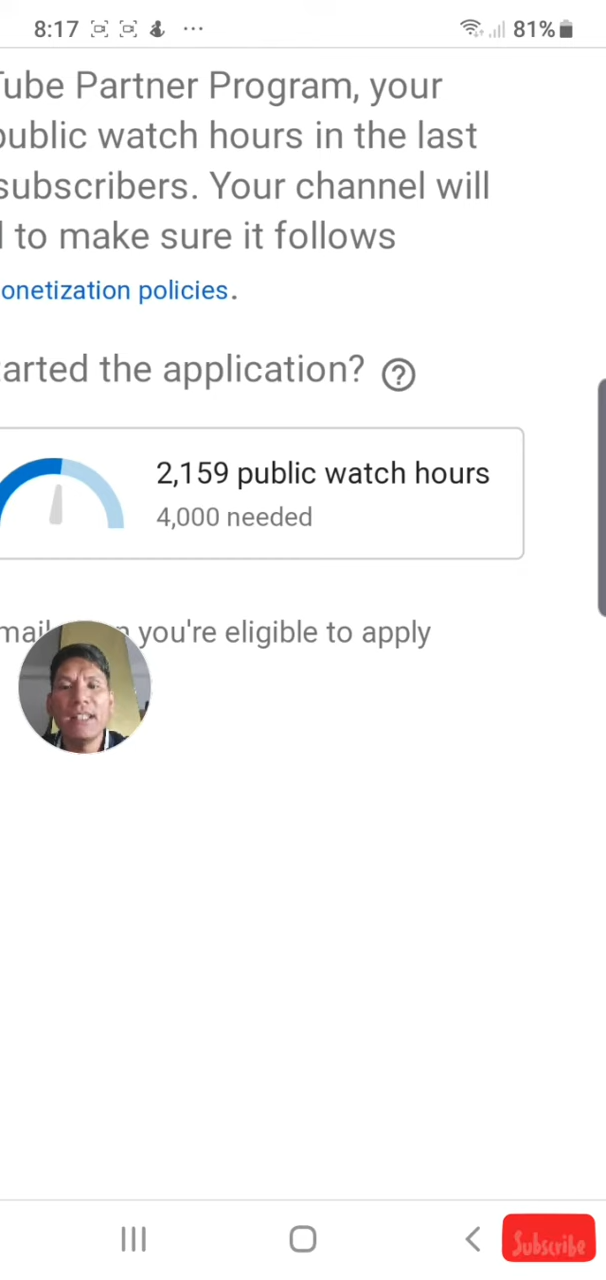 8:17 81%
Tube Partner Program, your
public watch hours in the last
subscribers. Your channel will
to make sure it follows
onetization policies.
arted the application? ?
2,159 public watch hours
4,000 needed
mail you're eligible to apply
Subscribe